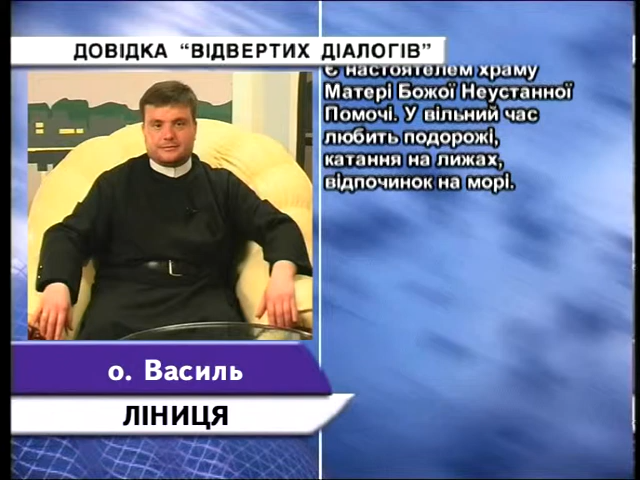 ДОВІДКА “ВІДВЕРТИХ ДІАЛОГІВ”
Є настоятелем храму
Матері Божої Неустанної
Помочі. У вільний час
любить подорожі,
катання на лижах,
відпочинок на морі.
о. Василь
ЛІНИЦЯ